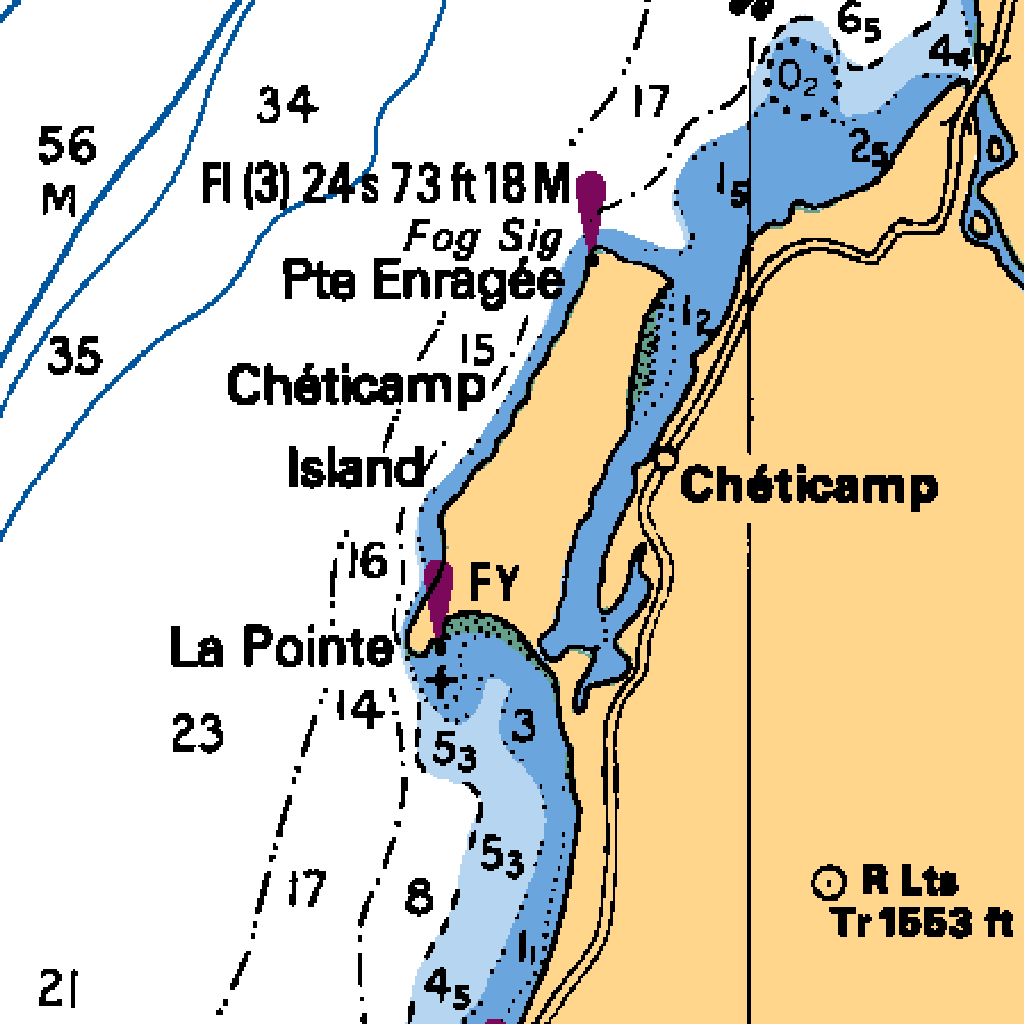 6₅
4₄
0₂
34
17
56
M
2₅
Fl (3) 24s 73 ft 18 M
1₅
Fog Sig
Pte Enragée
1₂
35
15
Chéticamp
Island
Chéticamp
16
FY
La Pointe
14
23
3
5₃
5₃
17
8
R Lts
Tr 1553 ft
1₁
21
4₅